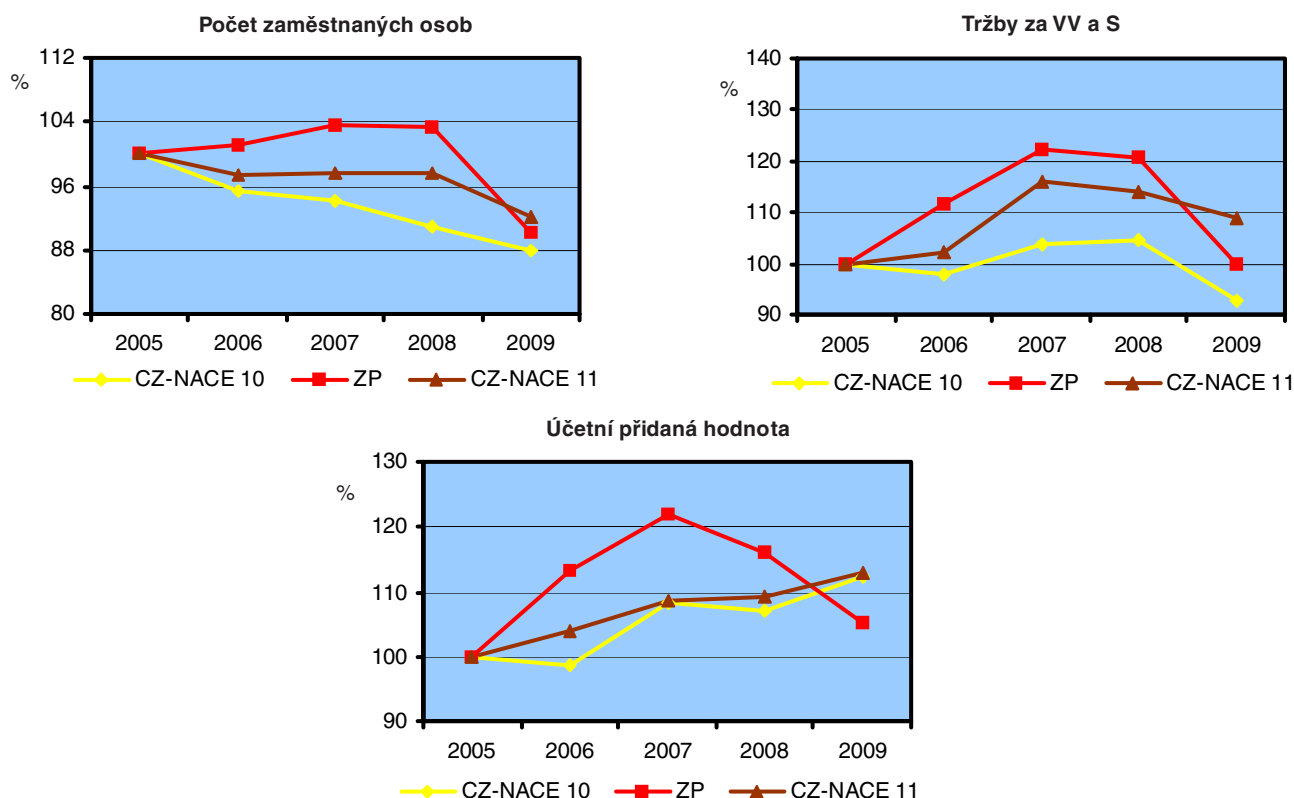 Počet zaměstnaných osob
%
112
104
96
88
80
2005 2006 2007 2008 2009
CZ-NACE 10 ZP CZ-NACE 11
Tržby za VV a S
%
140
130
120
110
100
90
2005 2006 2007 2008 2009
CZ-NACE 10 ZP CZ-NACE 11
Účetní přidaná hodnota
%
130
120
110
100
90
2005 2006 2007 2008 2009
CZ-NACE 10 ZP CZ-NACE 11